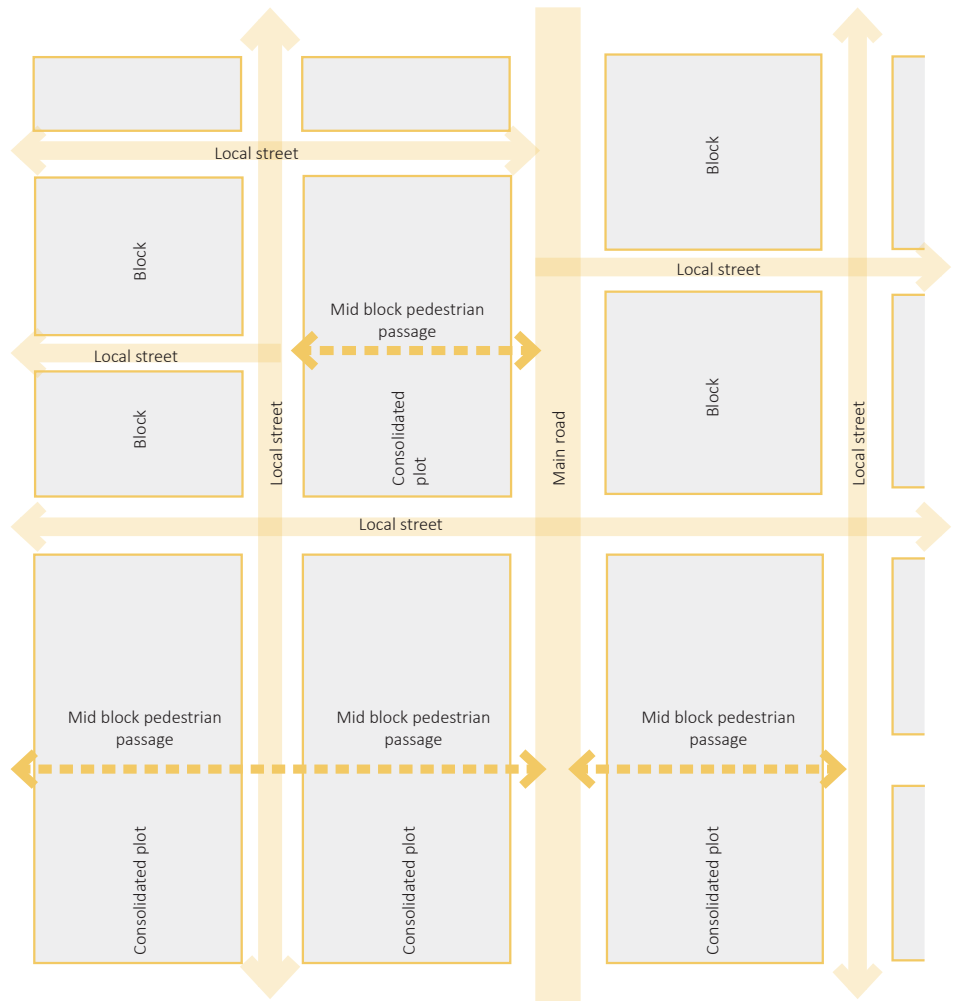 Local street
Block
Block
Local street
Mid block pedestrian
passage
Local street
Block
Local street
Consolidated
plot
Main road
Block
Local street
Local street
Mid block pedestrian
passage
Mid block pedestrian
passage
Mid block pedestrian
passage
Consolidated plot
Consolidated plot
Consolidated plot